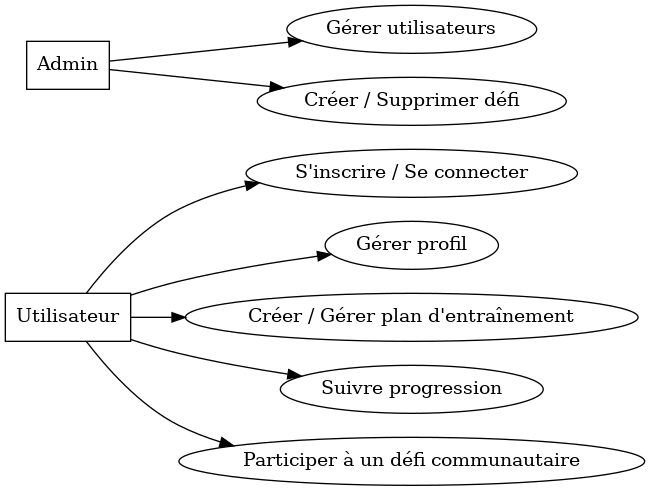 Gérer utilisateurs
Admin
Créer / Supprimer défi
S'inscrire / Se connecter
Gérer profil
Utilisateur
Créer / Gérer plan d'entraînement
Suivre progression
Participer à un défi communautaire